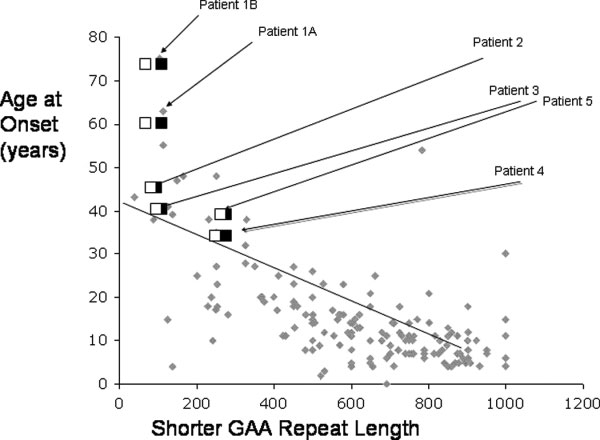 Patient 1B
Patient 1A
Patient 2
Patient 3
Patient 5
Patient 4
Age at
Onset
(years)
80
70
60
50
40
30
20
10
0
0 200 400 600 800 1000 1200
Shorter GAA Repeat Length